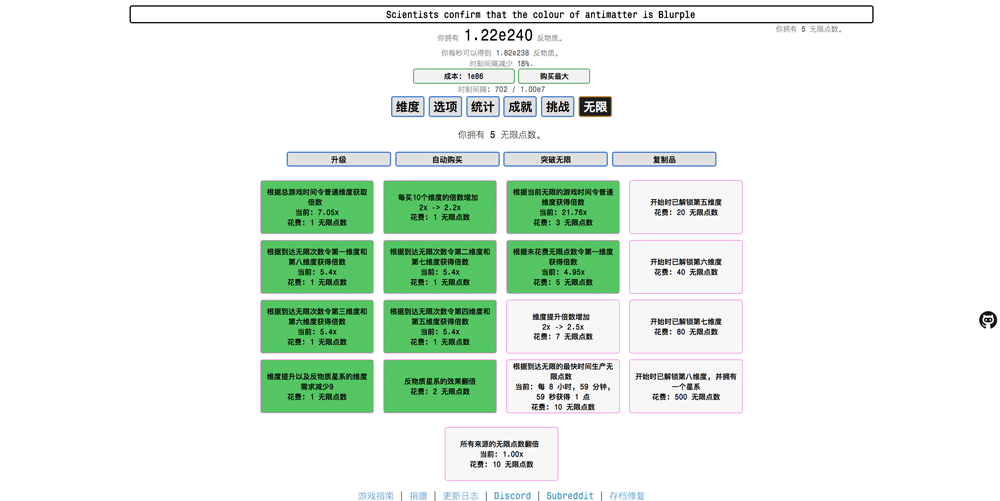 Scientists confirm that the colour of antimatter is Blurple
你拥有 5 无限点数。
你拥有 1.22e240 反物质。
你每秒可以得到 1.82e238 反物质。
时刻间隔减少 18%.
成本: 1e86 购买最大
时刻间隔: 702 / 1.00e7
维度 选项 统计 成就 挑战 无限
你拥有 5 无限点数。
升级 自动购买 突破无限 复制品
根据总游戏时间令普通维度获取
倍数
当前: 7.05x
花费: 1 无限点数
每买10个维度的倍数增加
2x -> 2.2x
花费: 1 无限点数
根据当前无限的游戏时间令普通
维度获得倍数
当前: 21.76x
花费: 3 无限点数
开始时已解锁第五维度
花费: 20 无限点数
根据到达无限次数令第一维度和
第八维度获得倍数
当前: 5.4x
花费: 1 无限点数
根据到达无限次数令第二维度和
第七维度获得倍数
当前: 5.4x
花费: 1 无限点数
根据未花费无限点数令第一维度
获得倍数
当前: 4.95x
花费: 5 无限点数
开始时已解锁第六维度
花费: 40 无限点数
根据到达无限次数令第三维度和
第六维度获得倍数
当前: 5.4x
花费: 1 无限点数
根据到达无限次数令第四维度和
第五维度获得倍数
当前: 5.4x
花费: 1 无限点数
维度提升倍数增加
2x -> 2.5x
花费: 7 无限点数
开始时已解锁第七维度
花费: 80 无限点数
维度提升以及反物质星系的维度
需求减少9
花费: 1 无限点数
反物质星系的效果翻倍
花费: 2 无限点数
根据到达无限的最快时间生产无
限点数
当前: 每 8 小时, 59 分钟,
59 秒获得 1 点
花费: 10 无限点数
开始时已解锁第八维度, 并拥有
一个星系
花费: 500 无限点数
所有来源的无限点数翻倍
当前: 1.00x
花费: 10 无限点数
游戏指南 | 捐赠 | 更新日志 | Discord | Subreddit | 存档修复